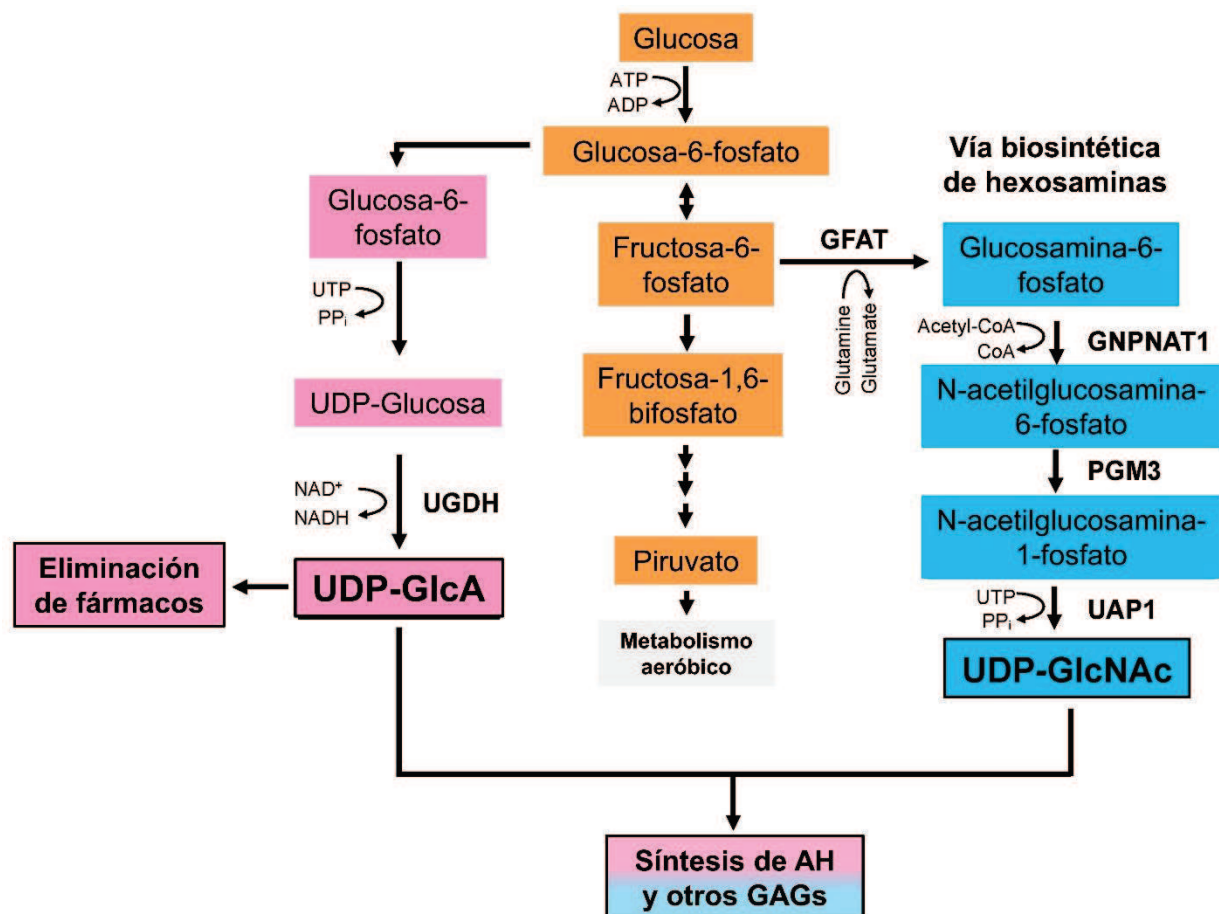 Glucosa
ATP
ADP
Glucosa-6-fosfato
Vía biosintética
de hexosaminas
Glucosa-6-
fosfato
Fructosa-6-
fosfato
GFAT
Glucosamina-6-
fosfato
UTP
PPi
Glutamine
Glutamate
Acetyl-CoA
CoA
GNPNAT1
UDP-Glucosa
Fructosa-1,6-
bifosfato
N-acetilglucosamina-
6-fosfato
PGM3
NAD+
NADH
UGDH
N-acetilglucosamina-
1-fosfato
Eliminación
de fármacos
UDP-GlcA
Piruvato
UTP
PPi
UAP1
Metabolismo
aeróbico
UDP-GlcNAc
Síntesis de AH
y otros GAGs